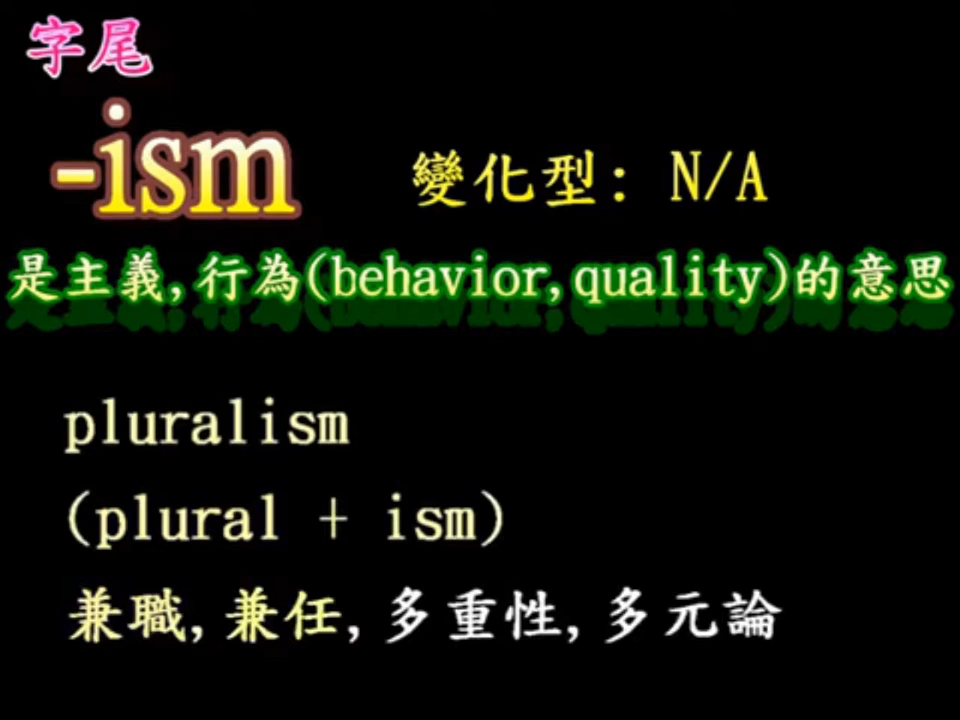 字尾
-ism
變化型: N/A
是主義,行為(behavior,quality)的意思
pluralism
(plural + ism)
兼職,兼任,多重性,多元論